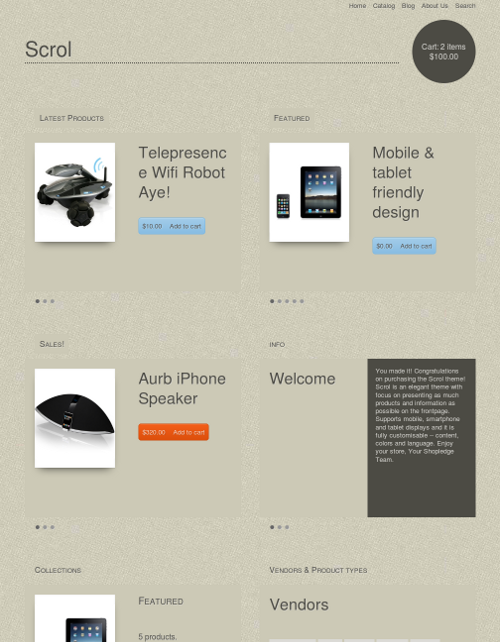 Home Catalog Blog About Us Search
Scrol
Cart: 2 items
$100.00
Latest Products
Telepresenc
e Wifi Robot
Aye!
$10.00 Add to cart
Featured
Mobile &
tablet
friendly
design
$0.00 Add to cart
Sales!
Aurb iPhone
Speaker
$320.00 Add to cart
info
Welcome
You made it! Congratulations
on purchasing the Scrol theme!
Scrol is an elegant theme with
focus on presenting as much
products and information as
possible on the frontpage.
Supports mobile, smartphone
and tablet displays and it is
fully customisable – content,
colors and language. Enjoy
your store, Your Shopledge
Team.
Collections
Featured
5 products.
Vendors & Product types
Vendors